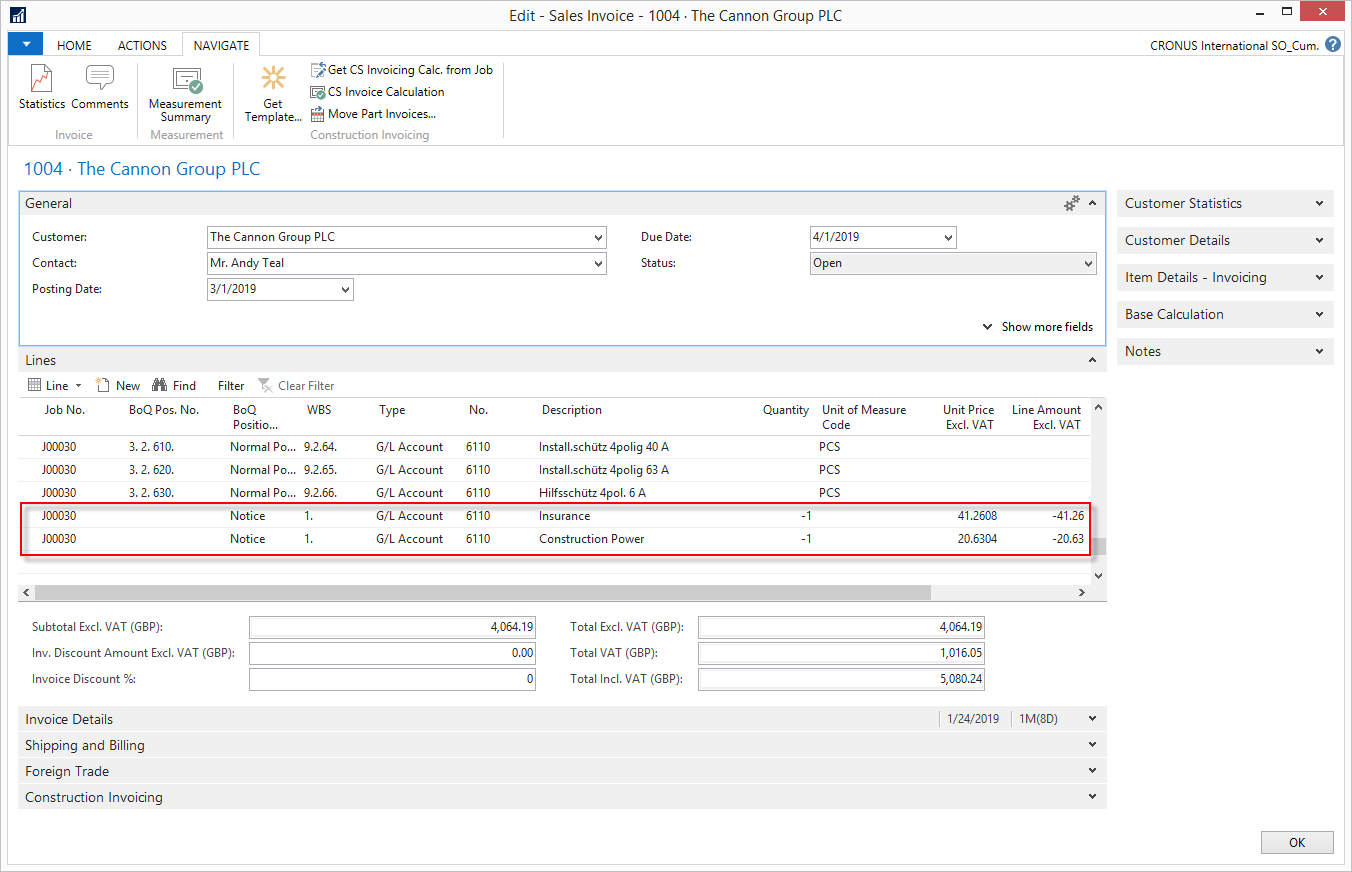 Edit - Sales Invoice - 1004 · The Cannon Group PLC
HOME ACTIONS NAVIGATE
CRONUS International SO_Cum. ?
Statistics
Comments
Invoice
Measurement
Summary
Measurement
Get
Template...
Get CS Invoicing Calc. from Job
CS Invoice Calculation
Move Part Invoices...
Construction Invoicing
1004 · The Cannon Group PLC
General
Customer: The Cannon Group PLC
Due Date: 4/1/2019
Contact: Mr. Andy Teal
Status: Open
Posting Date: 3/1/2019
Show more fields
Customer Statistics
Customer Details
Item Details - Invoicing
Base Calculation
Notes
Lines
Line New Find Filter Clear Filter
Job No. BoQ Pos. No. BoQ WBS Type No. Description Quantity Unit of Measure Unit Price Line Amount
Positio... Code Excl. VAT Excl. VAT
J00030 3. 2. 610. Normal Po... 9.2.64. G/L Account 6110 Install.schütz 4polig 40 A PCS
J00030 3. 2. 620. Normal Po... 9.2.65. G/L Account 6110 Install.schütz 4polig 63 A PCS
J00030 3. 2. 630. Normal Po... 9.2.66. G/L Account 6110 Hilfsschütz 4pol. 6 A PCS
J00030 Notice 1. G/L Account 6110 Insurance -1 41.2608 -41.26
J00030 Notice 1. G/L Account 6110 Construction Power -1 20.6304 -20.63
Subtotal Excl. VAT (GBP): 4,064.19
Total Excl. VAT (GBP): 4,064.19
Inv. Discount Amount Excl. VAT (GBP): 0.00
Total VAT (GBP): 1,016.05
Invoice Discount %: 0
Total Incl. VAT (GBP): 5,080.24
Invoice Details 1/24/2019 1M(8D)
Shipping and Billing
Foreign Trade
Construction Invoicing
OK